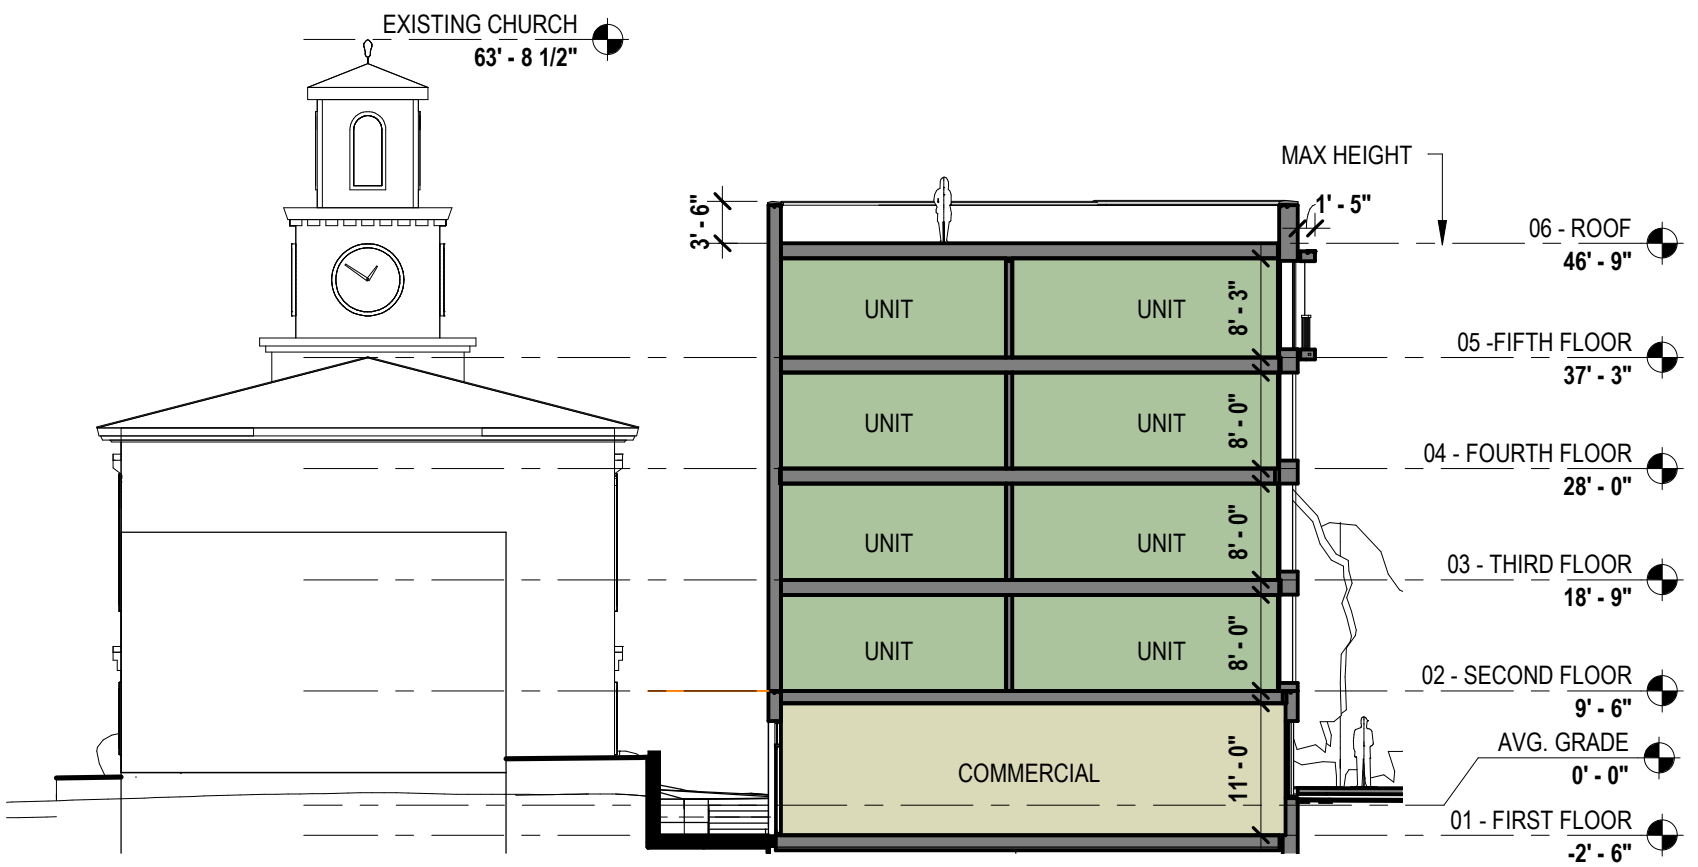 EXISTING CHURCH
63' - 8 1/2"
MAX HEIGHT
3' - 6"
1' - 5"
06 - ROOF
46' - 9"
UNIT
UNIT
8' - 3"
05 -FIFTH FLOOR
37' - 3"
UNIT
UNIT
8' - 0"
04 - FOURTH FLOOR
28' - 0"
UNIT
UNIT
8' - 0"
03 - THIRD FLOOR
18' - 9"
UNIT
UNIT
8' - 0"
02 - SECOND FLOOR
9' - 6"
AVG. GRADE
0' - 0"
COMMERCIAL
11' - 0"
01 - FIRST FLOOR
-2' - 6"